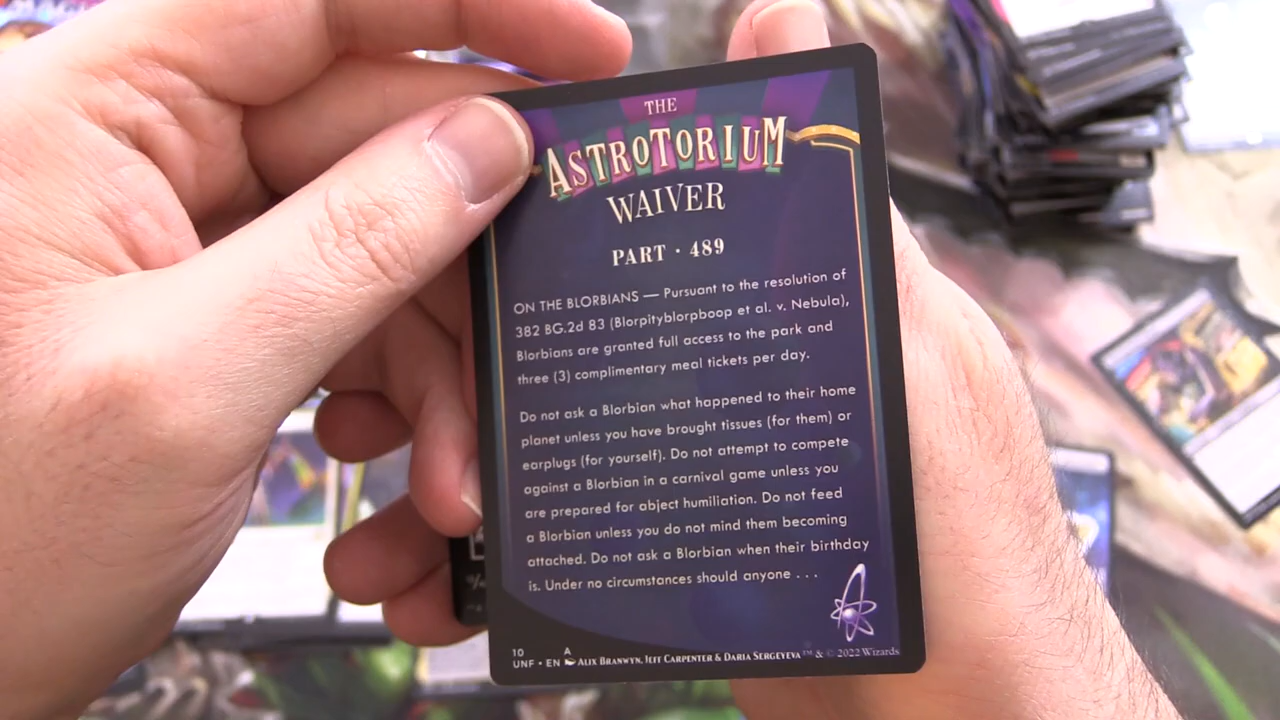 THE
ASTROTORIUM
WAIVER
PART · 489
ON THE BLORBIANS — Pursuant to the resolution of
382 BG.2d 83 (Blorpityblorpboop et al. v. Nebula),
Blorbians are granted full access to the park and
three (3) complimentary meal tickets per day.
Do not ask a Blorbian what happened to their home
planet unless you have brought tissues (for them) or
earplugs (for yourself). Do not attempt to compete
against a Blorbian in a carnival game unless you
are prepared for abject humiliation. Do not feed
a Blorbian unless you do not mind them becoming
attached. Do not ask a Blorbian when their birthday
is. Under no circumstances should anyone . . .
10 A
UNF · EN ALIX BRANWYN, JEFF CARPENTER & DARIA SERGEYEVA ™ & © 2022 Wizards